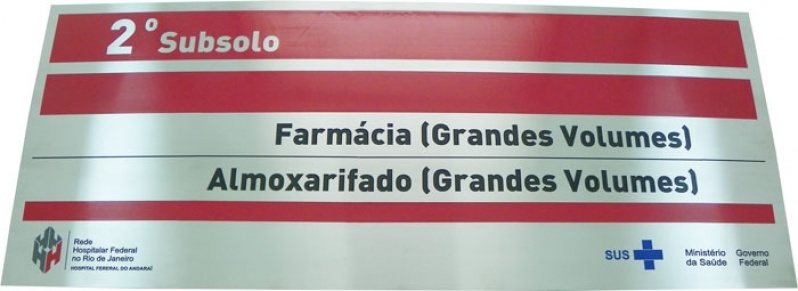 2º Subsolo
Farmácia (Grandes Volumes)
Almoxarifado (Grandes Volumes)
Rede
Hospitalar Federal
no Rio de Janeiro
HOSPITAL FEDERAL DO ANDARAÍ
SUS
Ministério
da Saúde
Governo
Federal